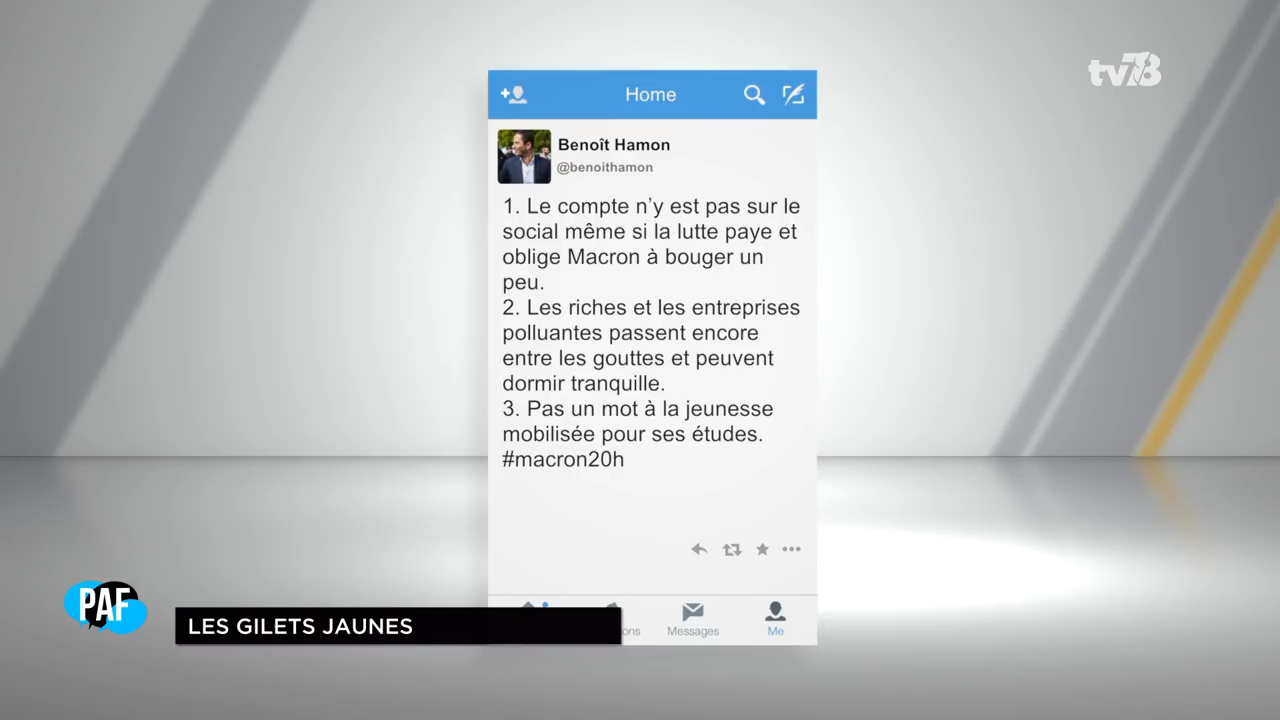 tv78
Home
Benoît Hamon
@benoithamon
1. Le compte n’y est pas sur le
social même si la lutte paye et
oblige Macron à bouger un
peu.
2. Les riches et les entreprises
polluantes passent encore
entre les gouttes et peuvent
dormir tranquille.
3. Pas un mot à la jeunesse
mobilisée pour ses études.
#macron20h
PAF
LES GILETS JAUNES
Messages
Me